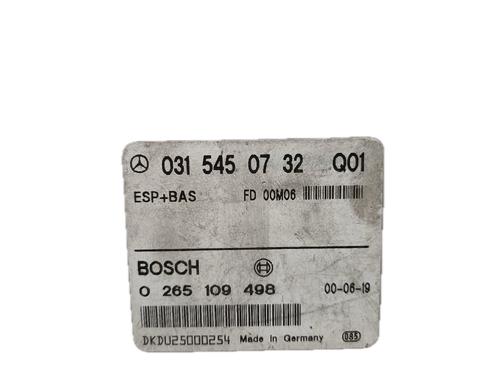 031 545 07 32 Q01
ESP+BAS FD 00M06
BOSCH
0 265 109 498 00-06-19
DKDU25000254 Made in Germany 085